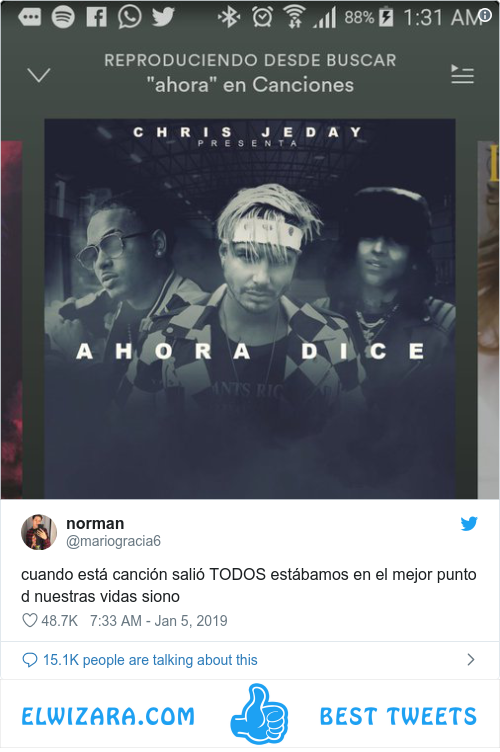 88% 1:31 AM
REPRODUCIENDO DESDE BUSCAR
"ahora" en Canciones
CHRIS JEDAY
PRESENTA
AHORA DICE
norman
@mariogracia6
cuando está canción salió TODOS estábamos en el mejor punto
d nuestras vidas siono
48.7K 7:33 AM - Jan 5, 2019
15.1K people are talking about this
ELWIZARA.COM BEST TWEETS